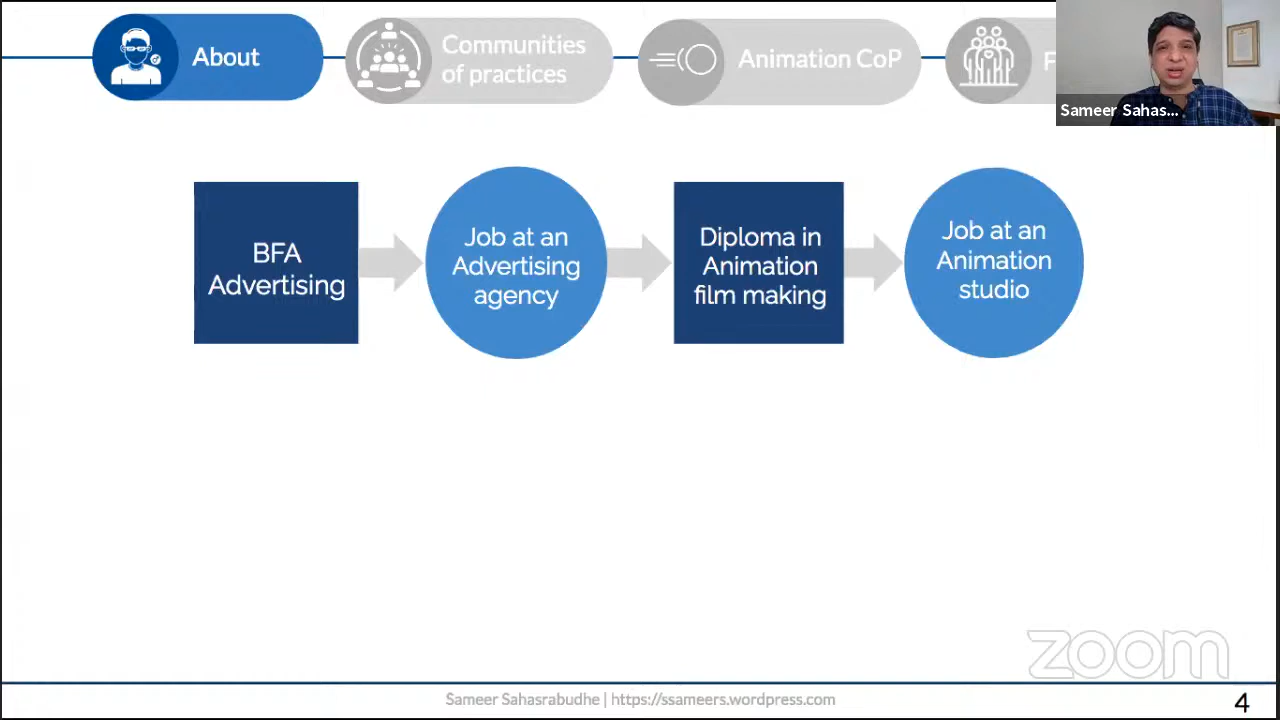 About
Communities
of practices
Animation CoP
F
Sameer Sahas...
BFA
Advertising
Job at an
Advertising
agency
Diploma in
Animation
film making
Job at an
Animation
studio
zoom
Sameer Sahasrabudhe | https://ssameers.wordpress.com
4